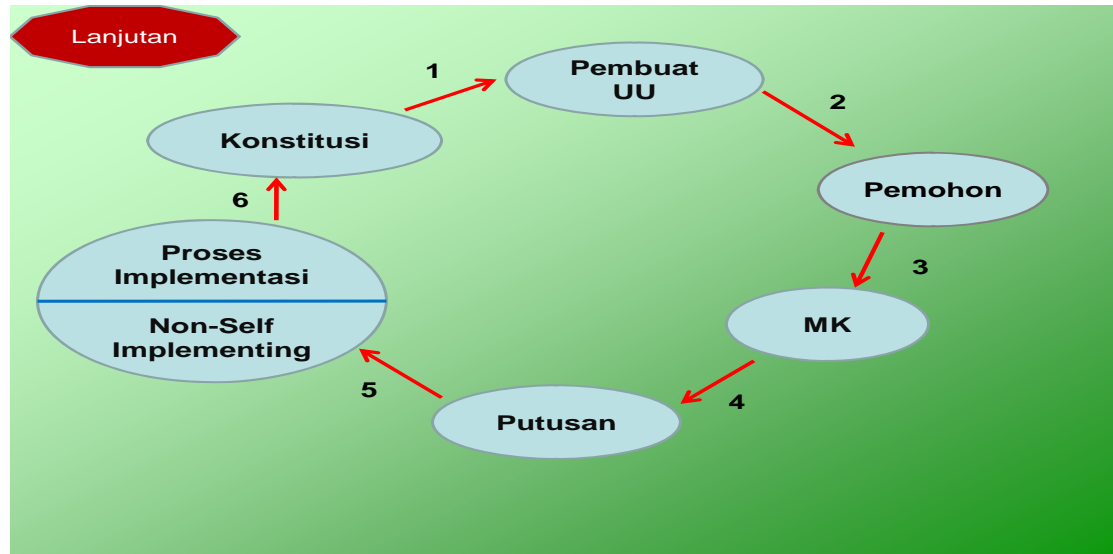 Lanjutan
1
Pembuat
UU
2
Konstitusi
Pemohon
6
Proses
Implementasi
3
MK
Non-Self
Implementing
5
4
Putusan